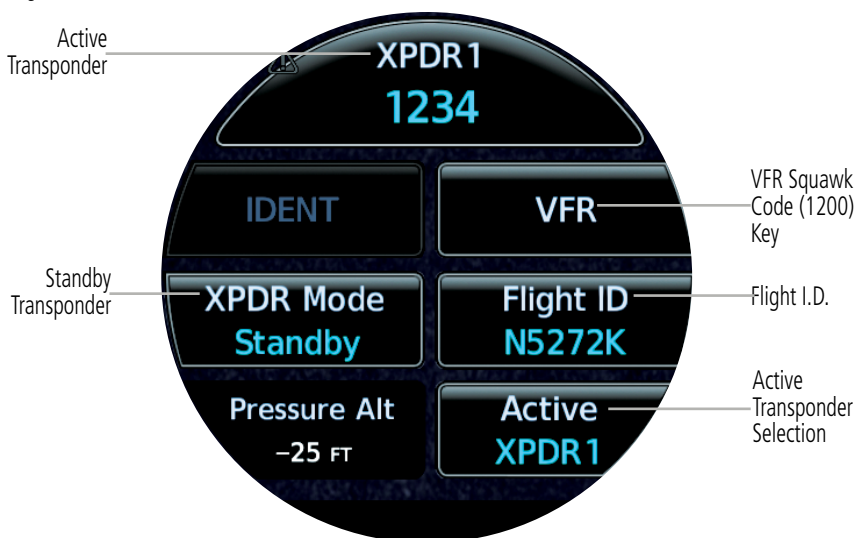 Active
Transponder
XPDR1
1234
IDENT
VFR
VFR Squawk
Code (1200)
Key
Standby
Transponder
XPDR Mode
Standby
Flight ID
N5272K
Flight I.D.
Pressure Alt
−25 FT
Active
XPDR1
Active
Transponder
Selection